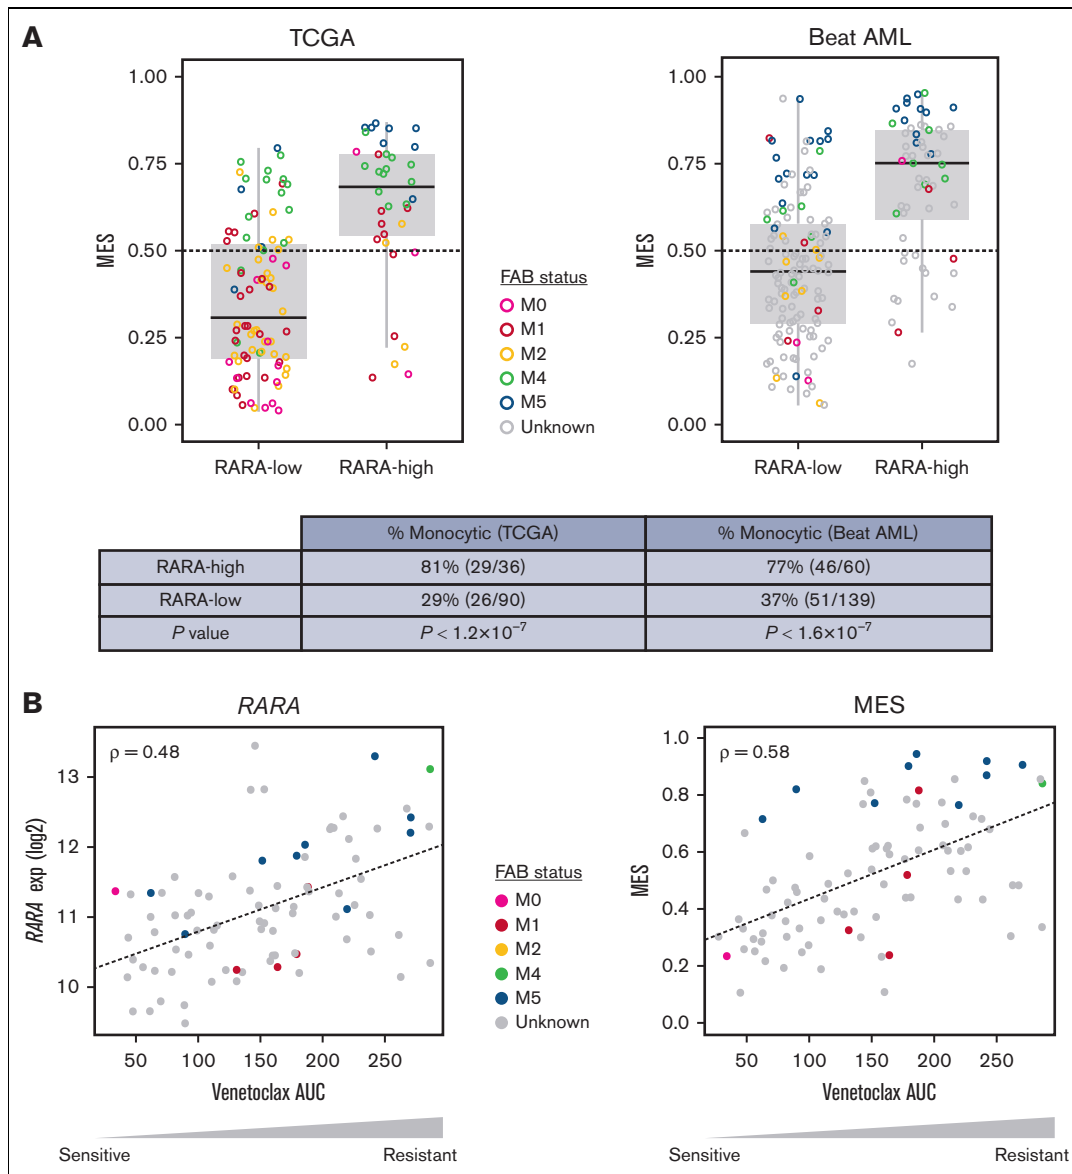 A
TCGA
Beat AML
1.00
0.75
0.50
0.25
0.00
MES
RARA-low
RARA-high
FAB status
M0
M1
M2
M4
M5
Unknown
1.00
0.75
0.50
0.25
0.00
MES
RARA-low
RARA-high
% Monocytic (TCGA) % Monocytic (Beat AML)
RARA-high 81% (29/36) 77% (46/60)
RARA-low 29% (26/90) 37% (51/139)
P value P < 1.2×10⁻⁷ P < 1.6×10⁻⁷
B
RARA
MES
ρ = 0.48
13
12
11
10
RARA exp (log2)
50 100 150 200 250
Venetoclax AUC
Sensitive Resistant
FAB status
M0
M1
M2
M4
M5
Unknown
ρ = 0.58
1.0
0.8
0.6
0.4
0.2
0.0
MES
50 100 150 200 250
Venetoclax AUC
Sensitive Resistant